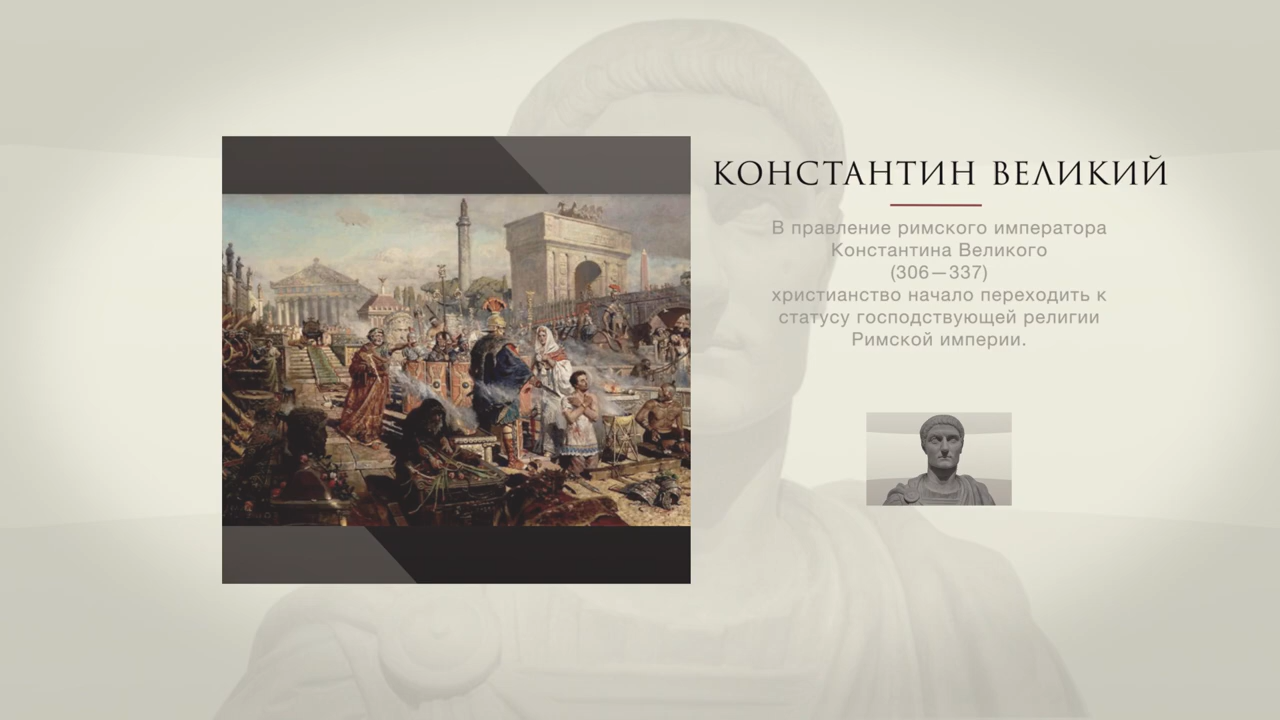 КОНСТАНТИН ВЕЛИКИЙ
В правление римского императора
Константина Великого
(306—337)
христианство начало переходить к
статусу господствующей религии
Римской империи.